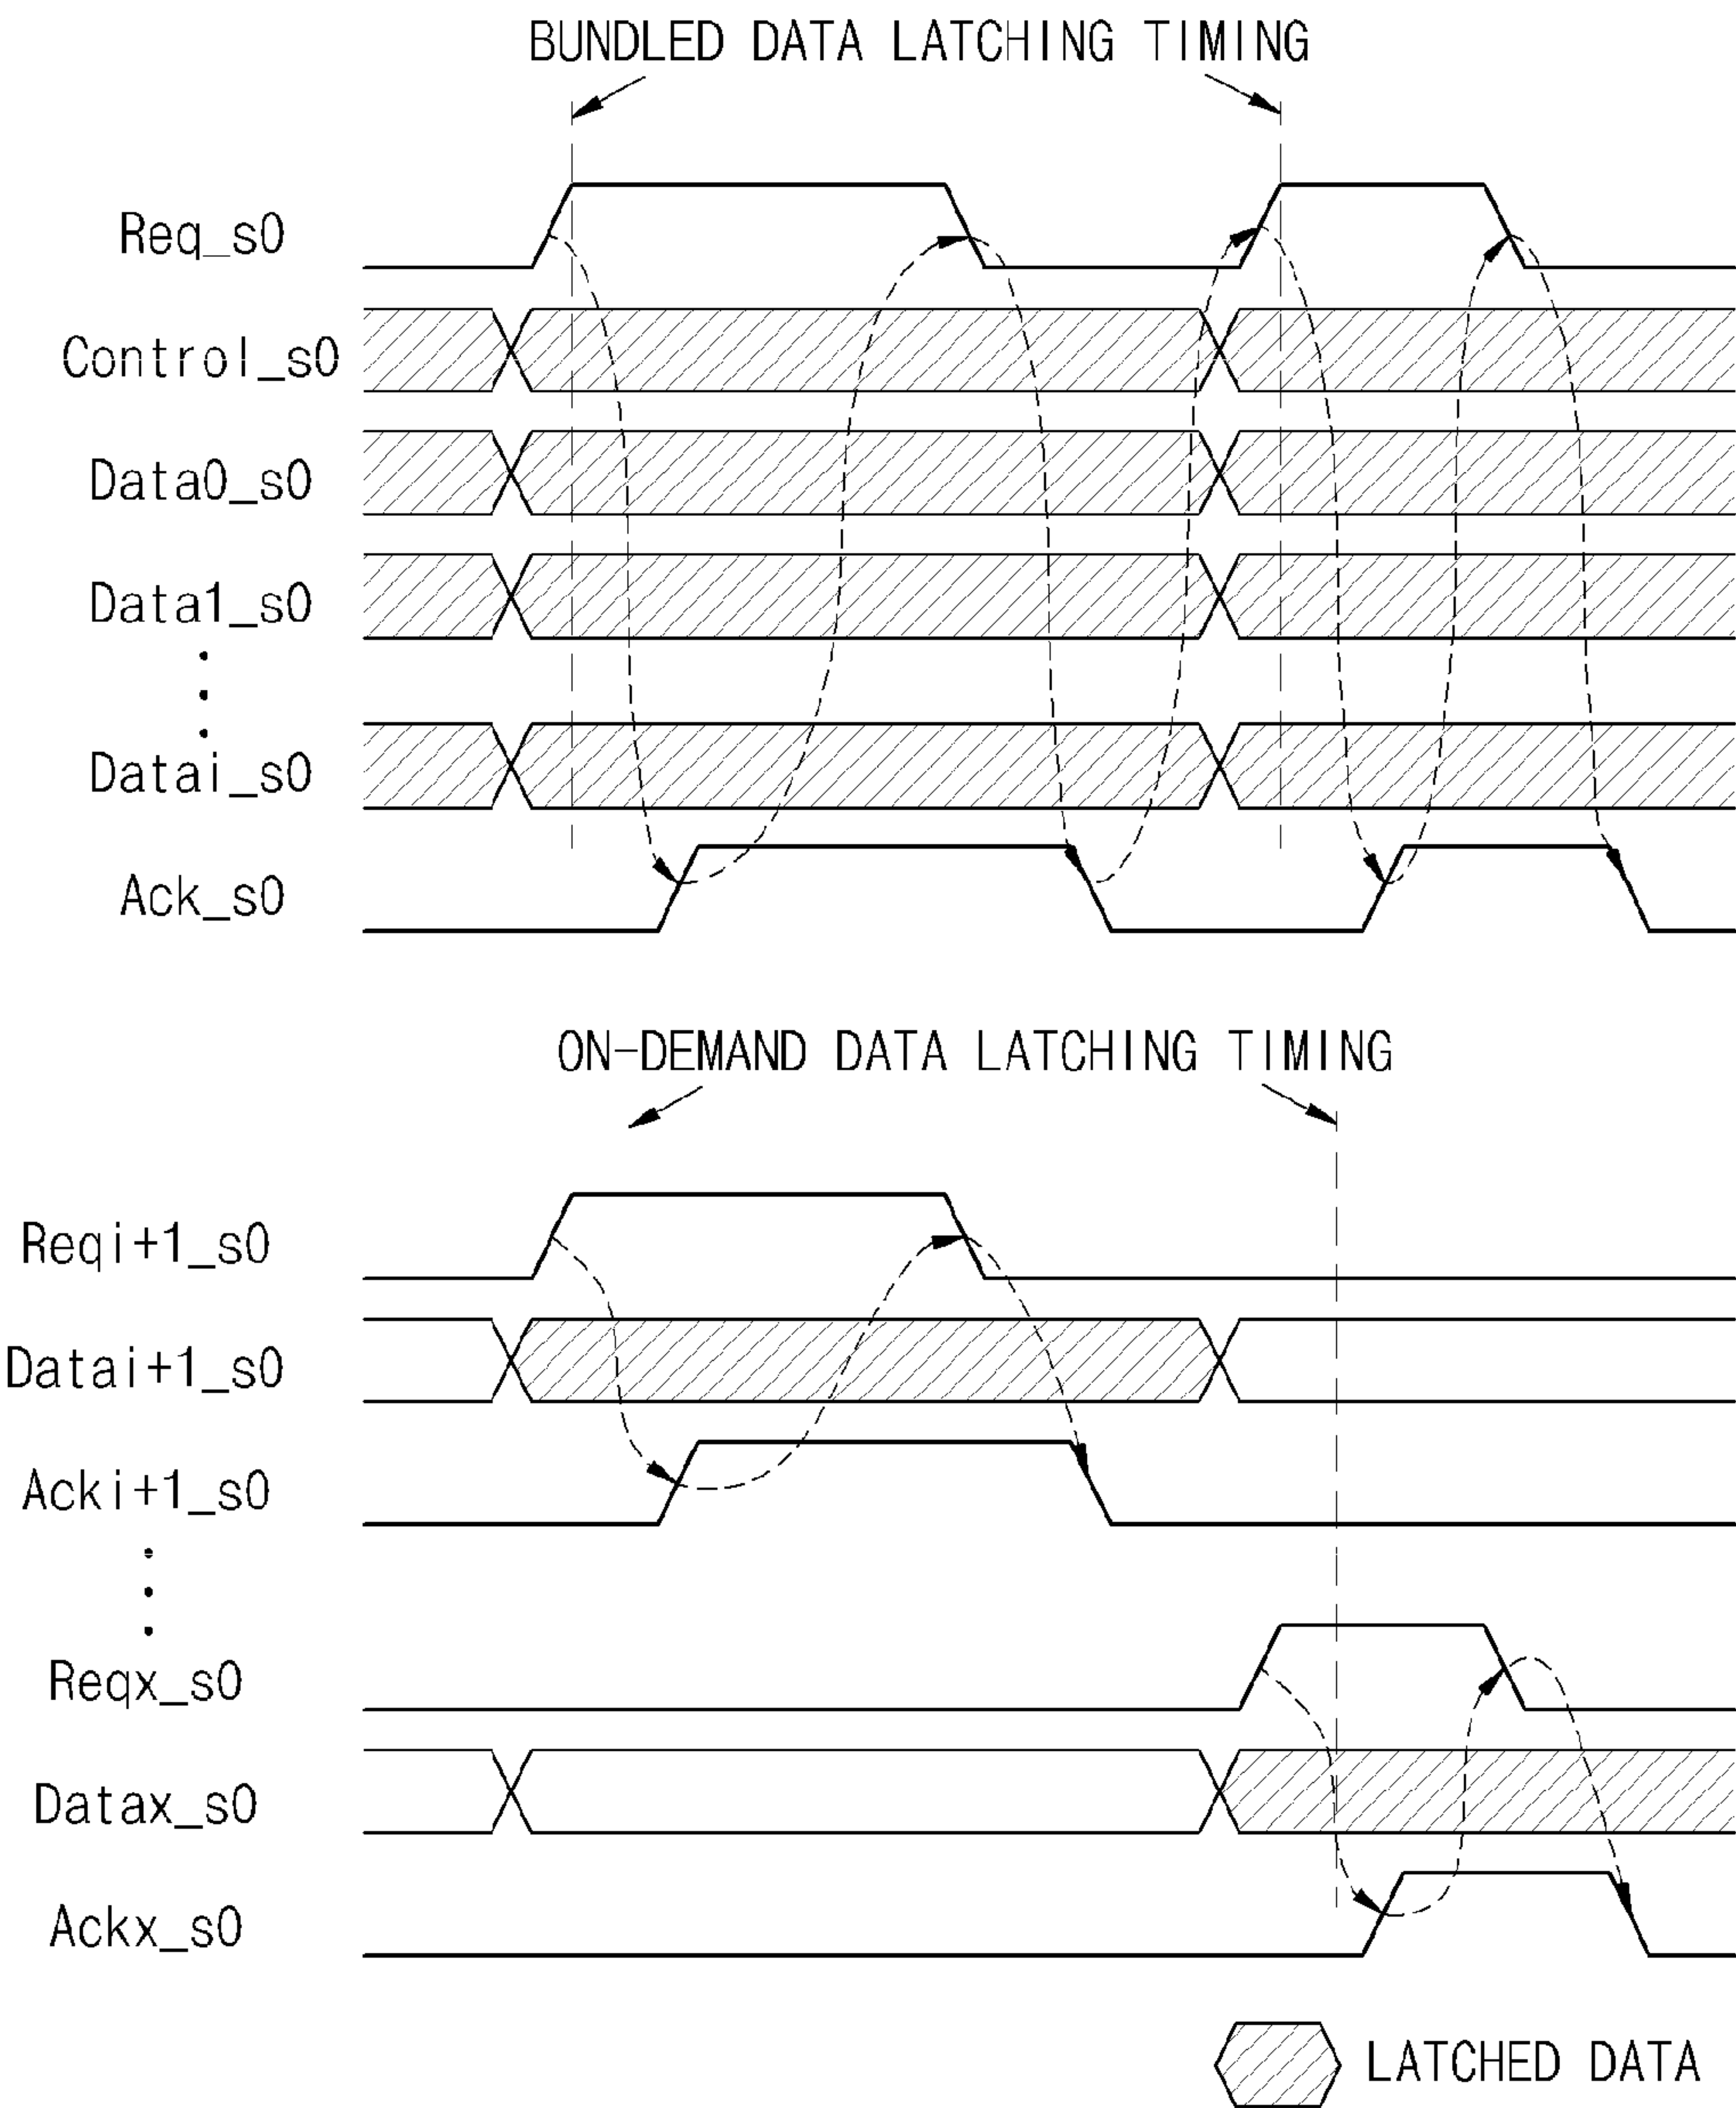 BUNDLED DATA LATCHING TIMING
Req_s0
Control_s0
Data0_s0
Data1_s0
Datai_s0
Ack_s0
ON-DEMAND DATA LATCHING TIMING
Reqi+1_s0
Datai+1_s0
Acki+1_s0
Reqx_s0
Datax_s0
Ackx_s0
LATCHED DATA